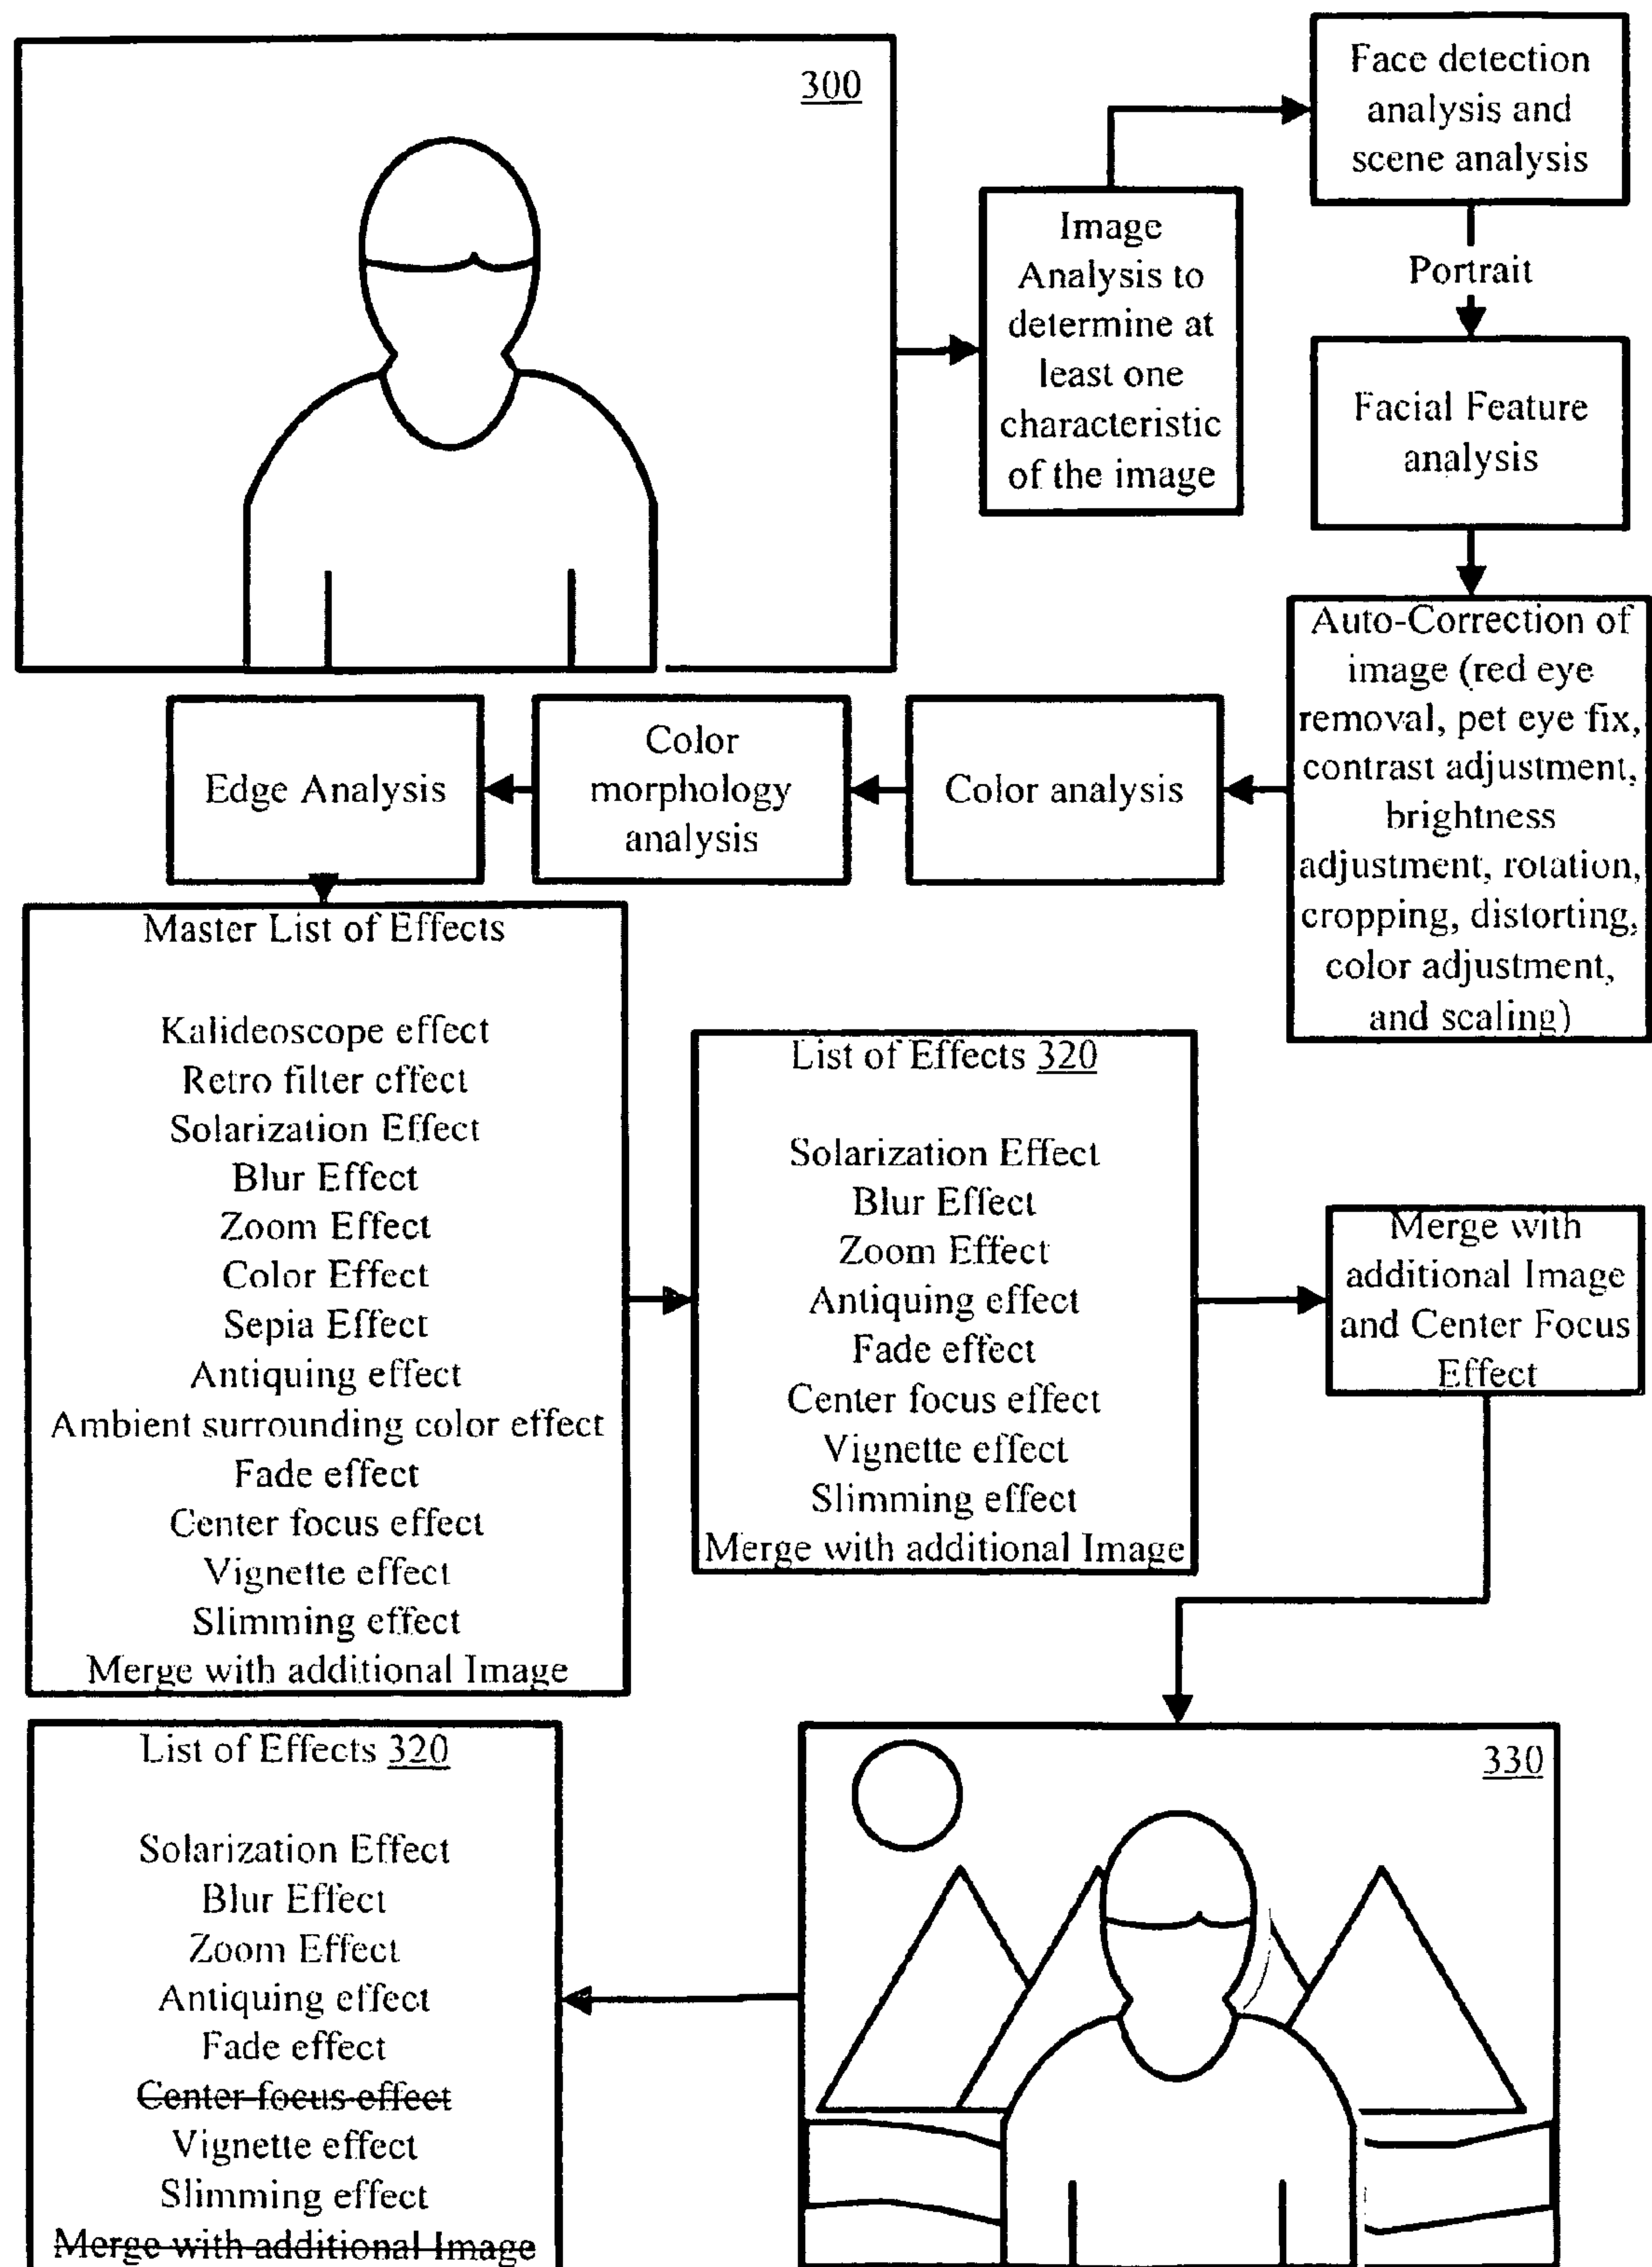 300
Image
Analysis to
determine at
least one
characteristic
of the image
Face detection
analysis and
scene analysis
Portrait
Facial Feature
analysis
Auto-Correction of
image (red eye
removal, pet eye fix,
contrast adjustment,
brightness
adjustment, rotation,
cropping, distorting,
color adjustment,
and scaling)
Color analysis
Color
morphology
analysis
Edge Analysis
Master List of Effects
Kalideoscope effect
Retro filter effect
Solarization Effect
Blur Effect
Zoom Effect
Color Effect
Sepia Effect
Antiquing effect
Ambient surrounding color effect
Fade effect
Center focus effect
Vignette effect
Slimming effect
Merge with additional Image
List of Effects 320
Solarization Effect
Blur Effect
Zoom Effect
Antiquing effect
Fade effect
Center focus effect
Vignette effect
Slimming effect
Merge with additional Image
Merge with
additional Image
and Center Focus
Effect
330
List of Effects 320
Solarization Effect
Blur Effect
Zoom Effect
Antiquing effect
Fade effect
Center focus effect
Vignette effect
Slimming effect
Merge with additional Image